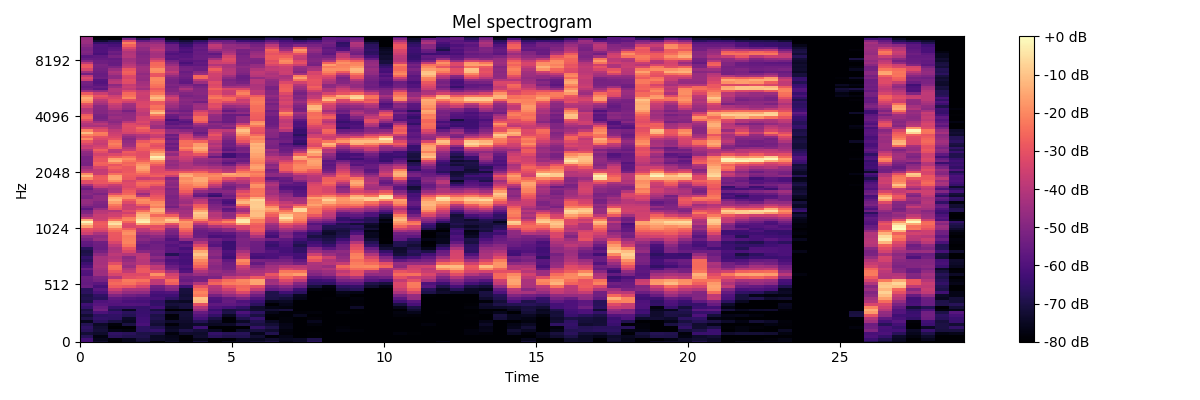 Mel spectrogram
8192
4096
2048
1024
512
0
Hz
0 5 10 15 20 25
Time
+0 dB
-10 dB
-20 dB
-30 dB
-40 dB
-50 dB
-60 dB
-70 dB
-80 dB